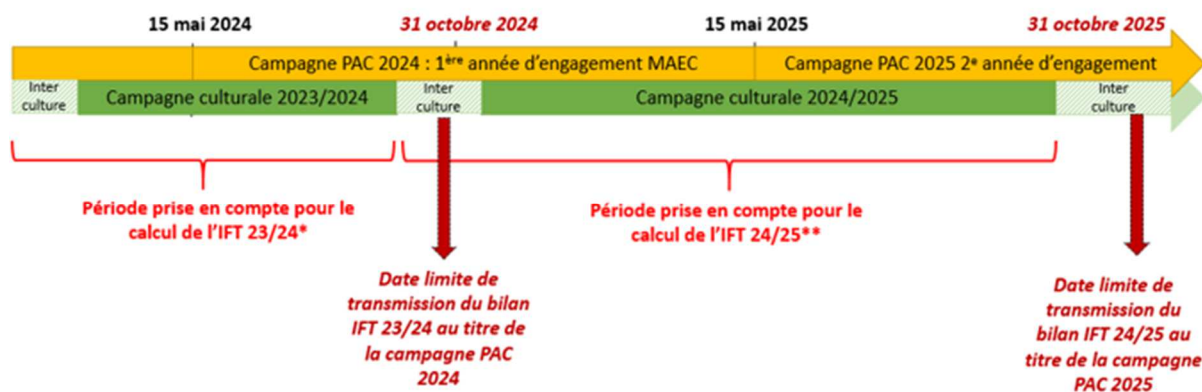 15 mai 2024
31 octobre 2024
15 mai 2025
31 octobre 2025
Campagne PAC 2024 : 1ère année d'engagement MAEC
Campagne PAC 2025 2e année d'engagement
Inter
culture
Campagne culturale 2023/2024
Inter
culture
Campagne culturale 2024/2025
Inter
culture
Période prise en compte pour le
calcul de l'IFT 23/24*
Période prise en compte pour le
calcul de l'IFT 24/25**
Date limite de
transmission du bilan
IFT 23/24 au titre de
la campagne PAC
2024
Date limite de
transmission du
bilan IFT 24/25 au
titre de la campagne
PAC 2025